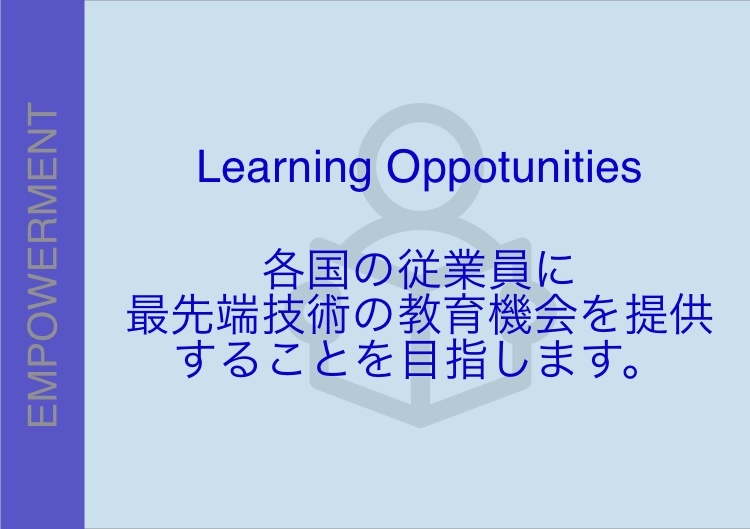 EMPOWERMENT
Learning Oppotunities
各国の従業員に
最先端技術の教育機会を提供
することを目指します。